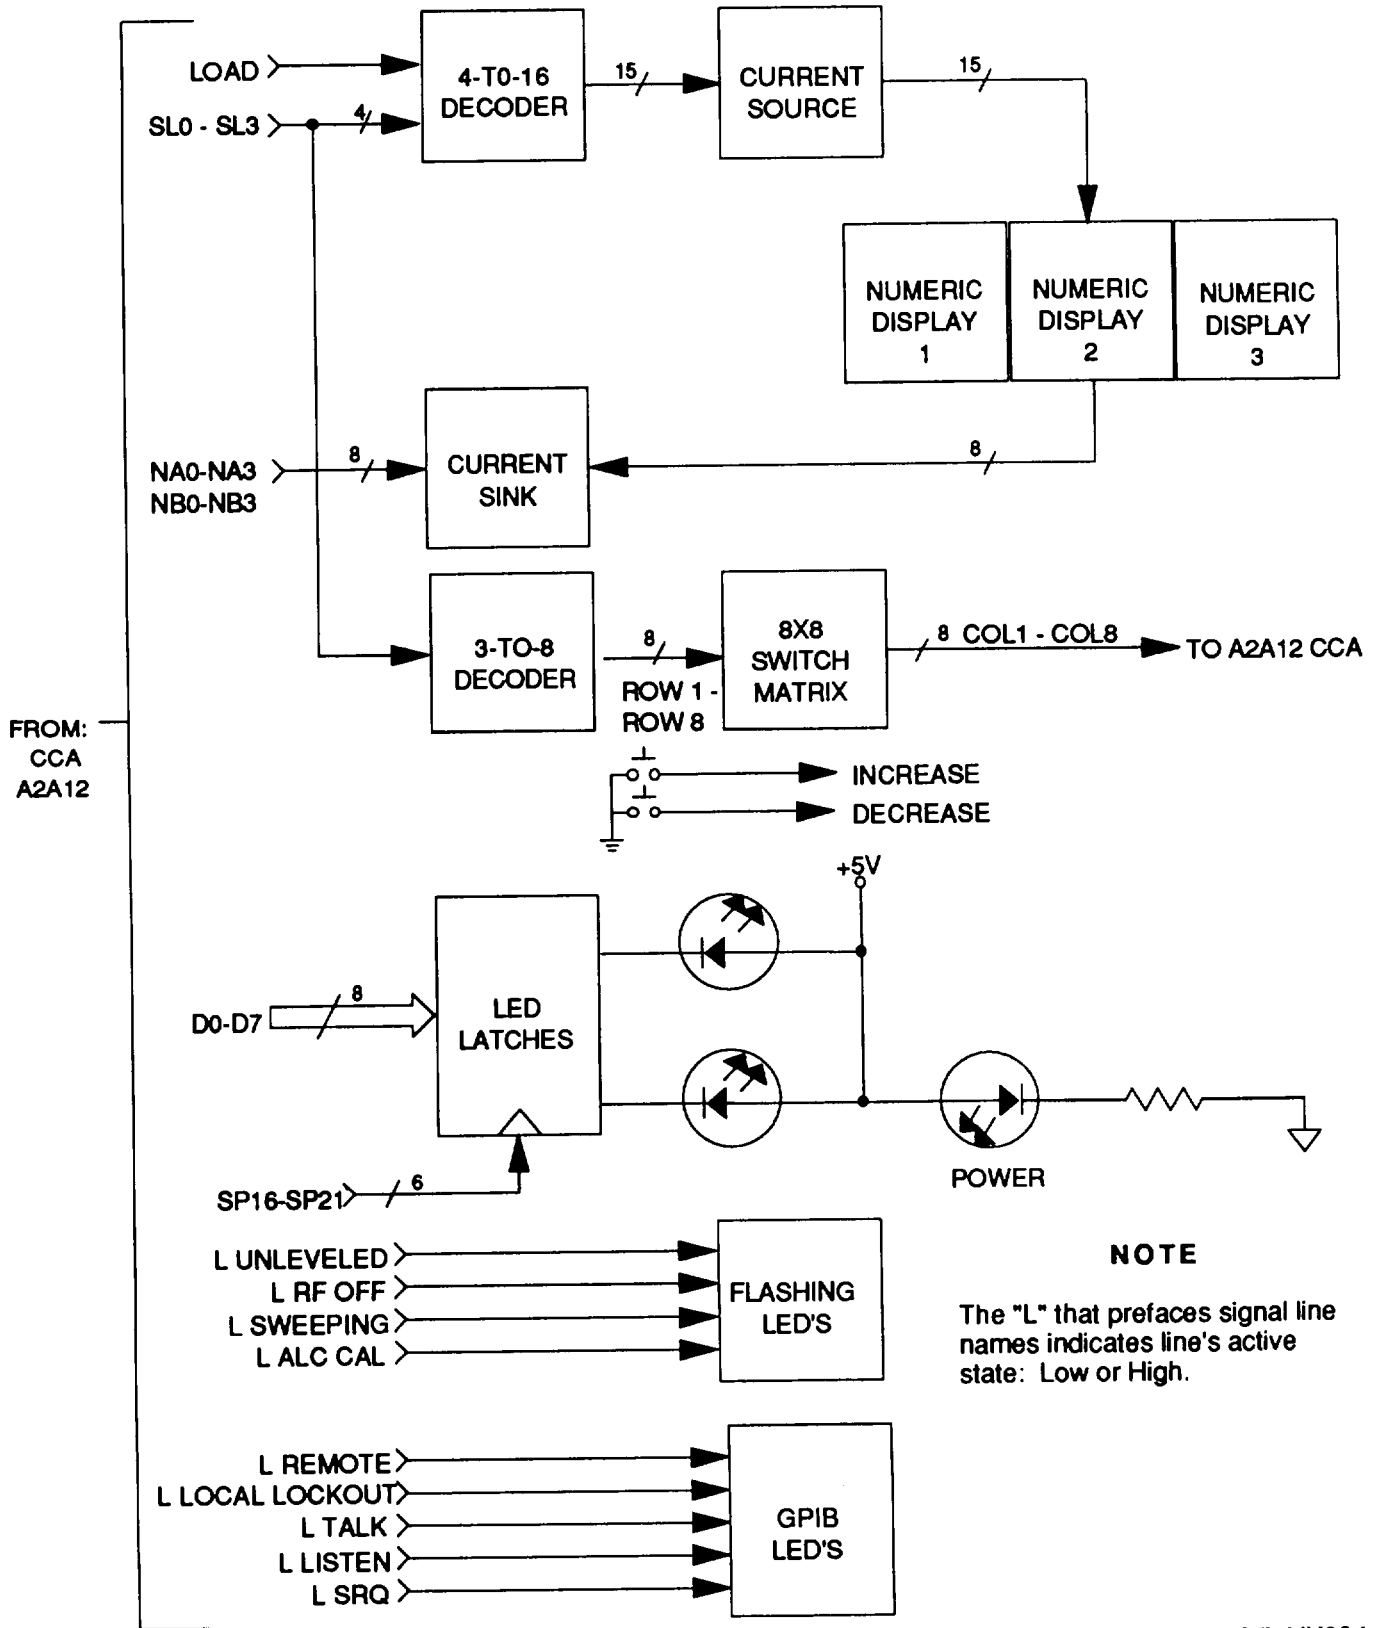 LOAD
SL0 - SL3
4
4-T0-16
DECODER
15
CURRENT
SOURCE
15
NUMERIC
DISPLAY
1
NUMERIC
DISPLAY
2
NUMERIC
DISPLAY
3
NA0-NA3
NB0-NB3
8
CURRENT
SINK
8
3-TO-8
DECODER
8
ROW 1 -
ROW 8
8X8
SWITCH
MATRIX
8 COL1 - COL8
TO A2A12 CCA
FROM:
CCA
A2A12
INCREASE
DECREASE
+5V
D0-D7
8
LED
LATCHES
SP16-SP21
6
POWER
L UNLEVELED
L RF OFF
L SWEEPING
L ALC CAL
FLASHING
LED'S
NOTE
The "L" that prefaces signal line
names indicates line's active
state: Low or High.
L REMOTE
L LOCAL LOCKOUT
L TALK
L LISTEN
L SRQ
GPIB
LED'S